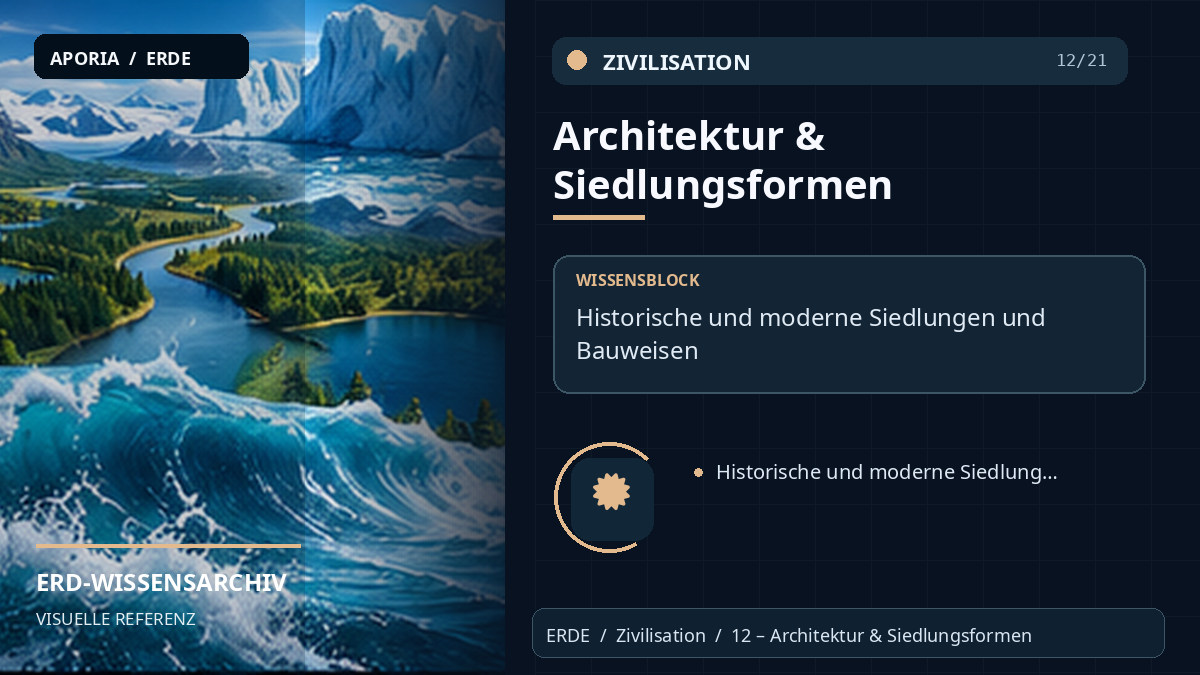 APORIA / ERDE
ERD-WISSENSARCHIV
VISUELLE REFERENZ
ZIVILISATION
12/21
Architektur &
Siedlungsformen
WISSENSBLOCK
Historische und moderne Siedlungen und
Bauweisen
Historische und moderne Siedlung...
ERDE / Zivilisation / 12 – Architektur & Siedlungsformen